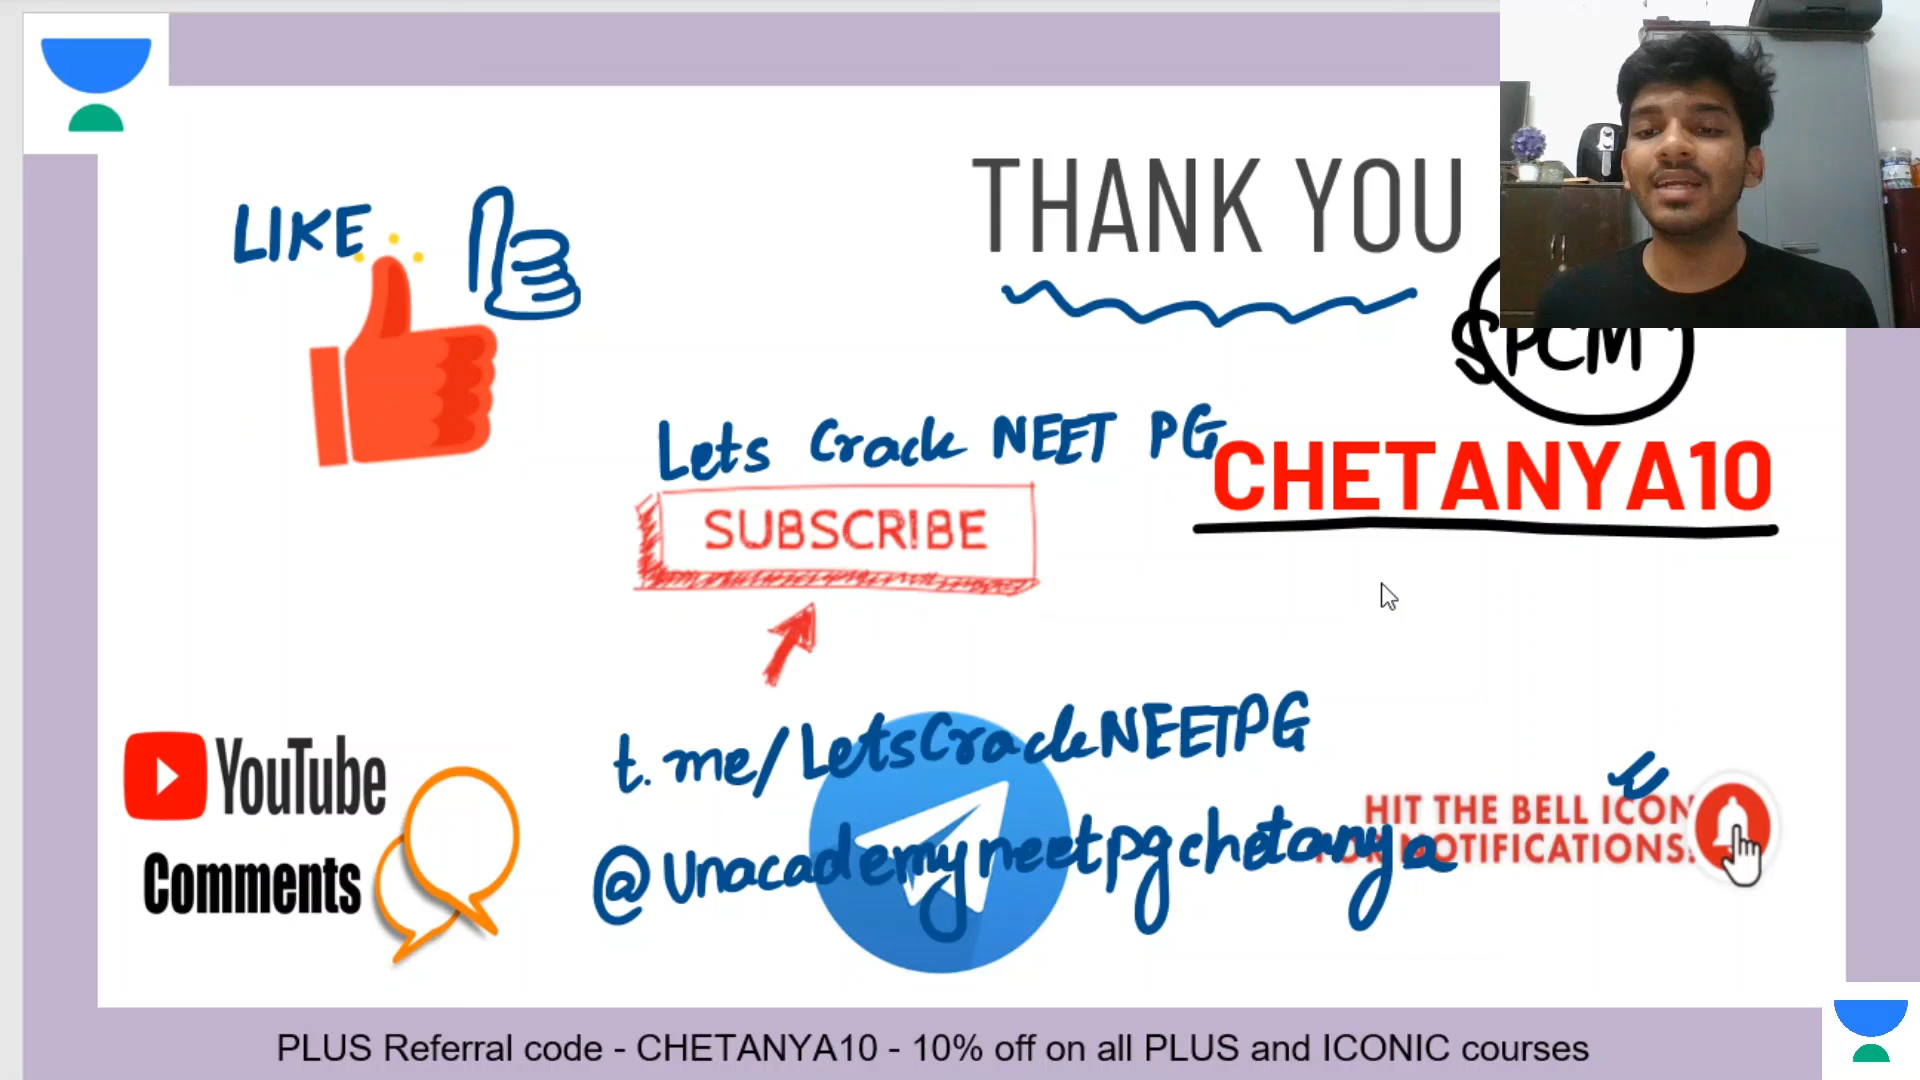 THANK YOU
LIKE
SPCM
Lets Crack NEET PG
CHETANYA10
SUBSCRIBE
t.me/LetsCrackNEETPG
YouTube
Comments
HIT THE BELL ICON
FOR NOTIFICATIONS!
@Unacademyneetpgchetanya
PLUS Referral code - CHETANYA10 - 10% off on all PLUS and ICONIC courses